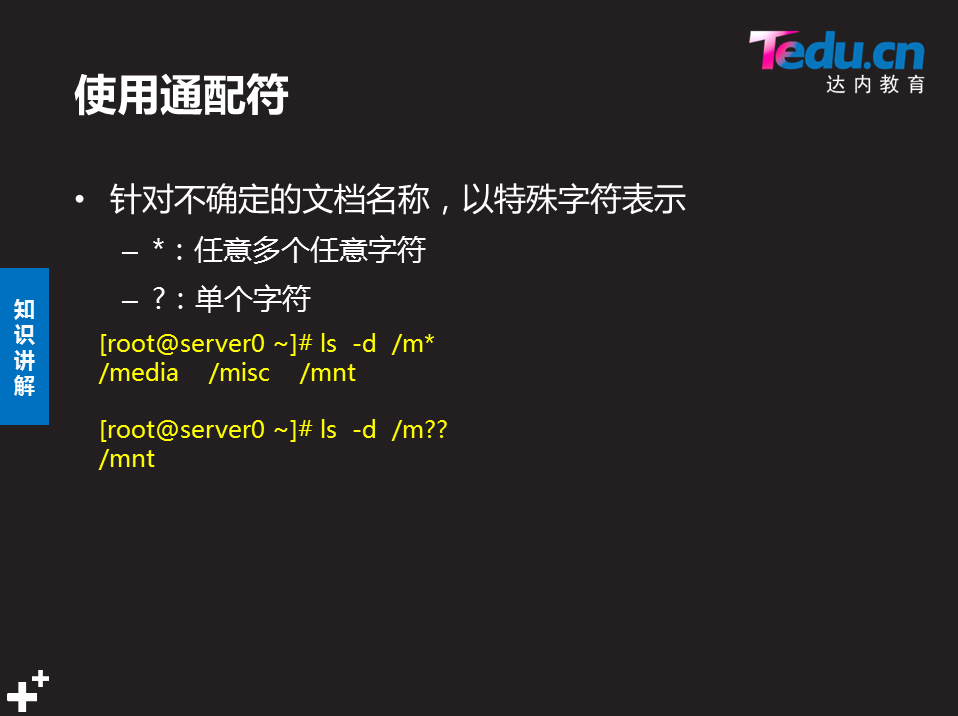 Tedu.cn
达内教育
使用通配符
• 针对不确定的文档名称，以特殊字符表示
– *：任意多个任意字符
– ?：单个字符
知识讲解
[root@server0 ~]# ls  -d  /m*
/media    /misc    /mnt
[root@server0 ~]# ls  -d  /m??
/mnt